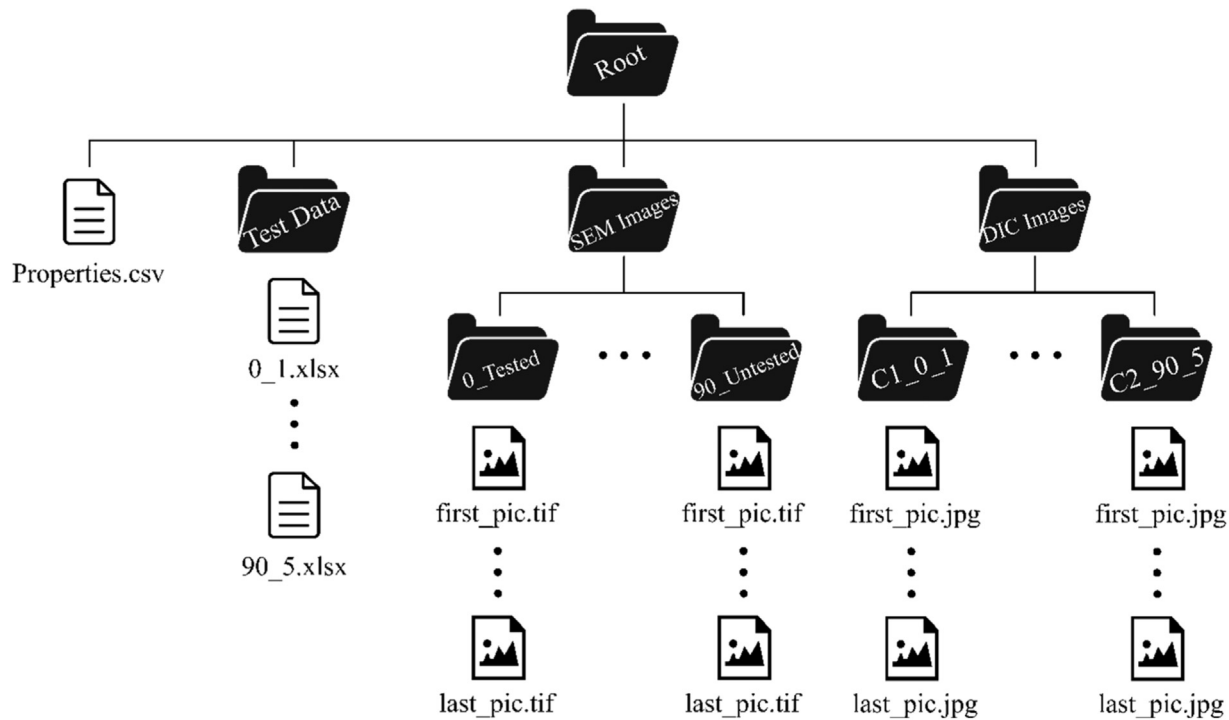 Root
Properties.csv
Test Data
SEM Images
DIC Images
0_1.xlsx
90_5.xlsx
0_Tested
90_Untested
C1_0_1
C2_90_5
first_pic.tif
first_pic.tif
first_pic.jpg
first_pic.jpg
last_pic.tif
last_pic.tif
last_pic.jpg
last_pic.jpg